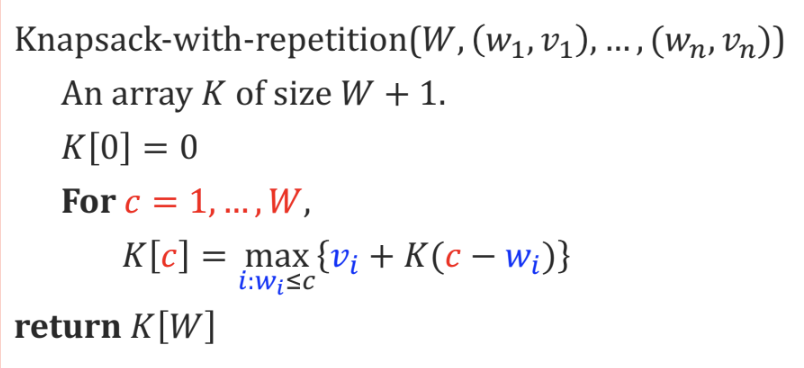 Knapsack-with-repetition(W, (w₁, v₁), ..., (wₙ, vₙ))
An array K of size W + 1.
K[0] = 0
For c = 1, ..., W,
K[c] = max{vᵢ + K(c − wᵢ)}
i:wᵢ≤c
return K[W]